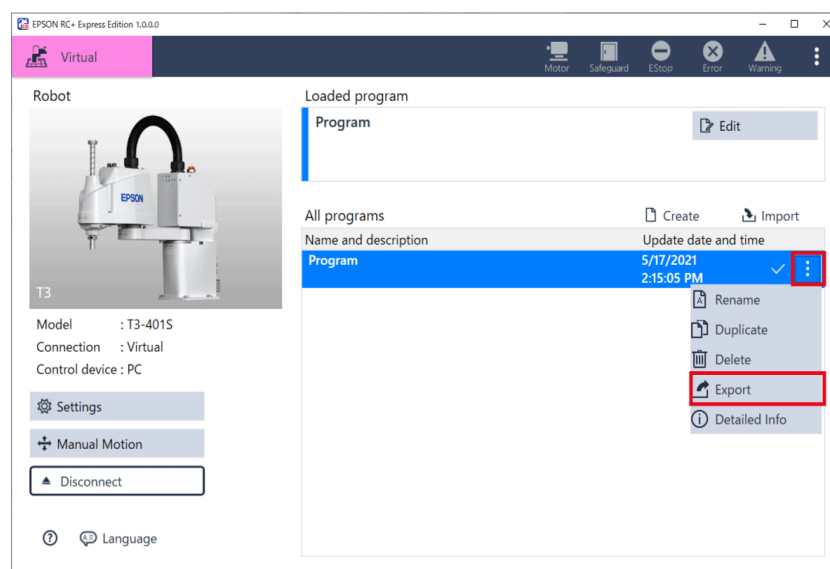 EPSON RC+ Express Edition 1.0.0.0
Virtual
Motor
Safeguard
EStop
Error
Warning
Robot
EPSON
T3
Model : T3-401S
Connection : Virtual
Control device : PC
Settings
Manual Motion
Disconnect
Language
Loaded program
Program
Edit
All programs
Create
Import
Name and description
Update date and time
Program
5/17/2021
2:15:05 PM
Rename
Duplicate
Delete
Export
Detailed Info